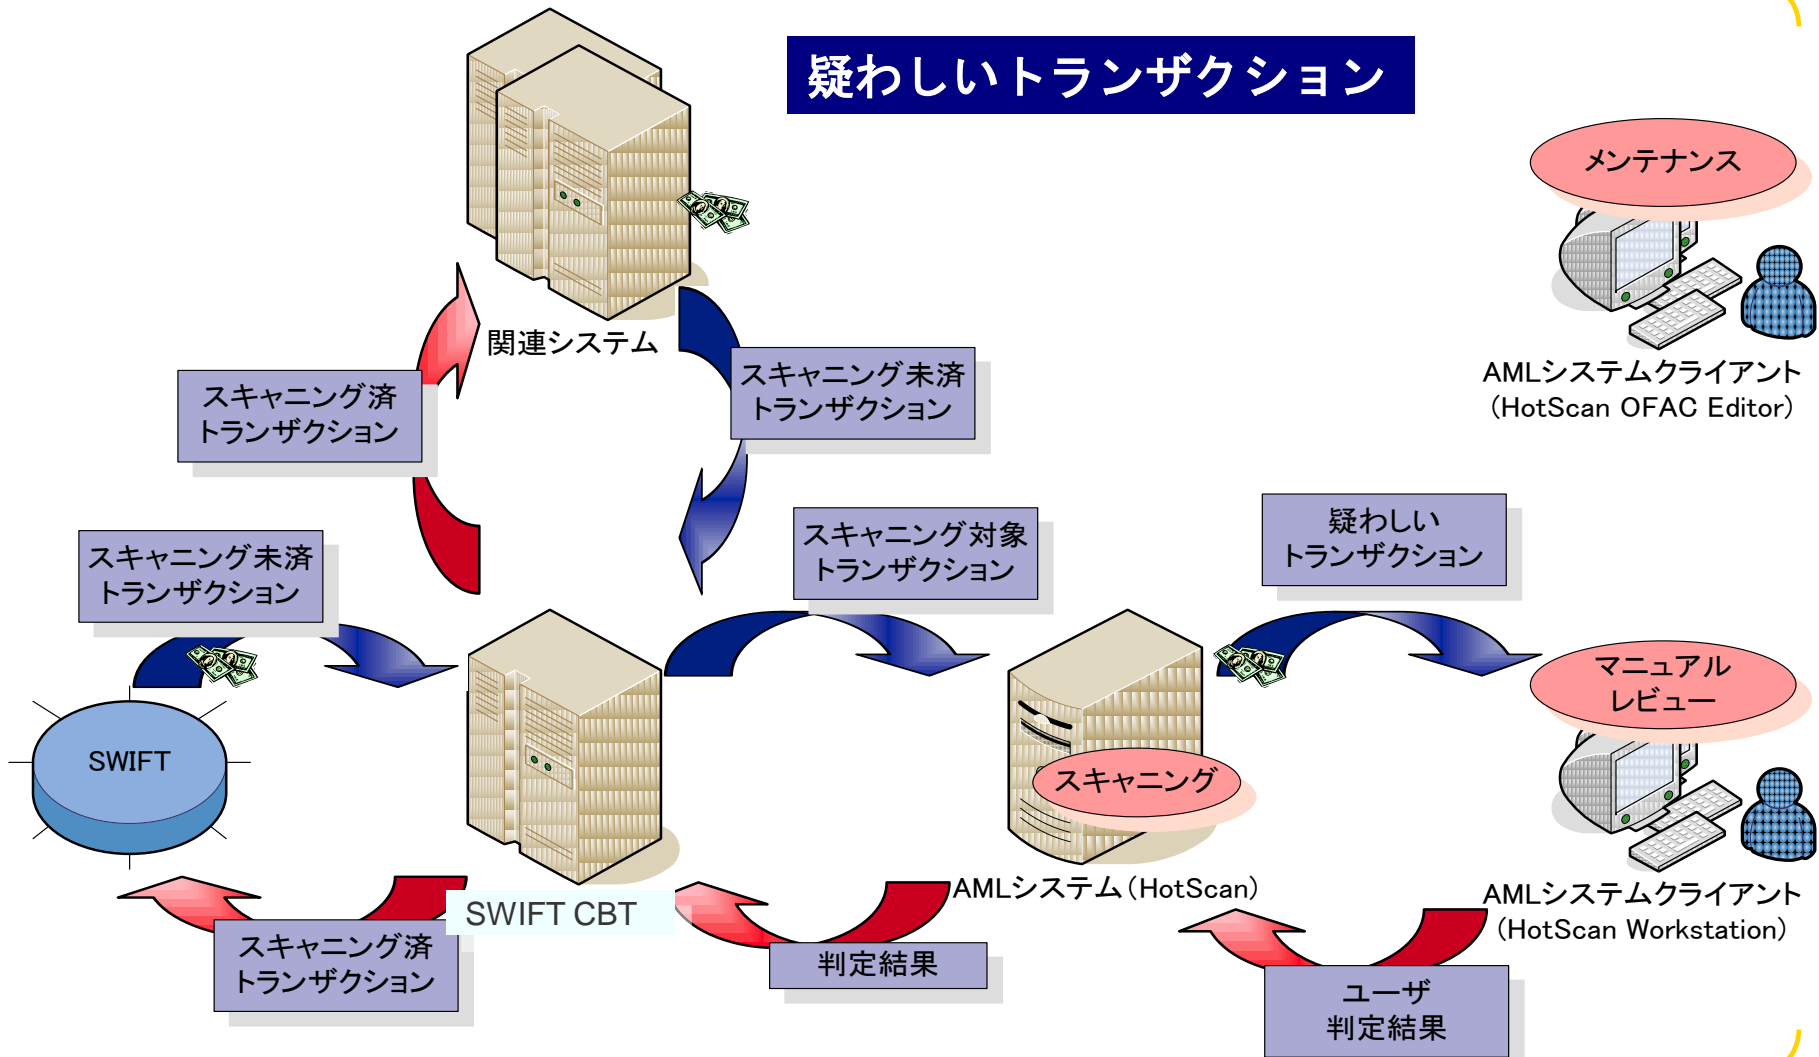 疑わしいトランザクション
メンテナンス
関連システム
スキャニング済
トランザクション
スキャニング未済
トランザクション
AMLシステムクライアント
(HotScan OFAC Editor)
スキャニング未済
トランザクション
スキャニング対象
トランザクション
疑わしい
トランザクション
マニュアル
レビュー
SWIFT
スキャニング
AMLシステム(HotScan)
AMLシステムクライアント
(HotScan Workstation)
SWIFT CBT
スキャニング済
トランザクション
判定結果
ユーザ
判定結果